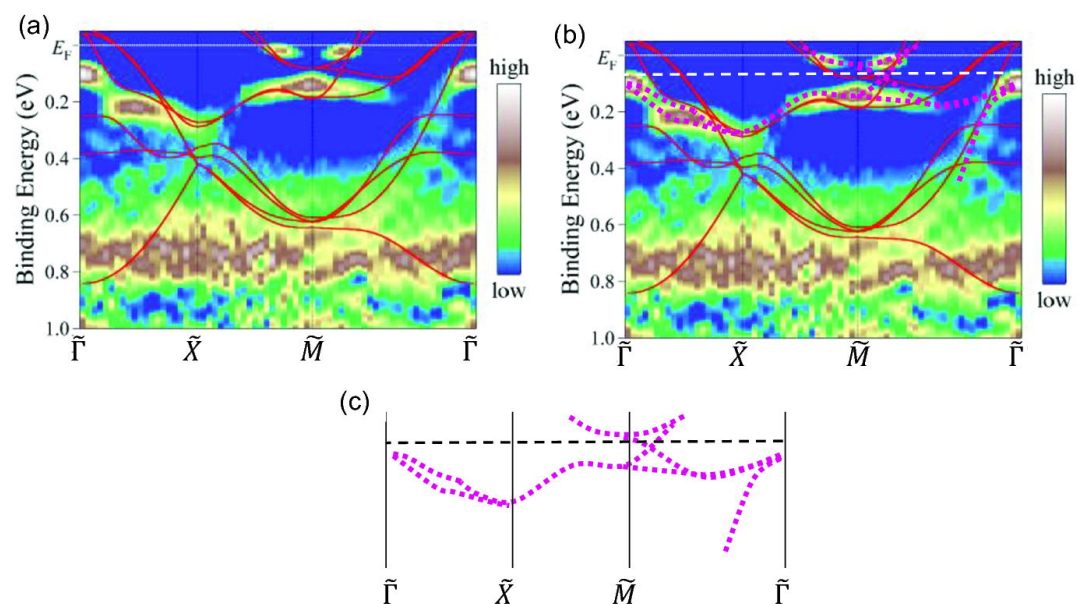 (a)
E_F
0.2
0.4
0.6
0.8
1.0
Binding Energy (eV)
Γ̃ X̃ M̃ Γ̃
high
low
(b)
E_F
0.2
0.4
0.6
0.8
1.0
Binding Energy (eV)
Γ̃ X̃ M̃ Γ̃
high
low
(c)
Γ̃ X̃ M̃ Γ̃